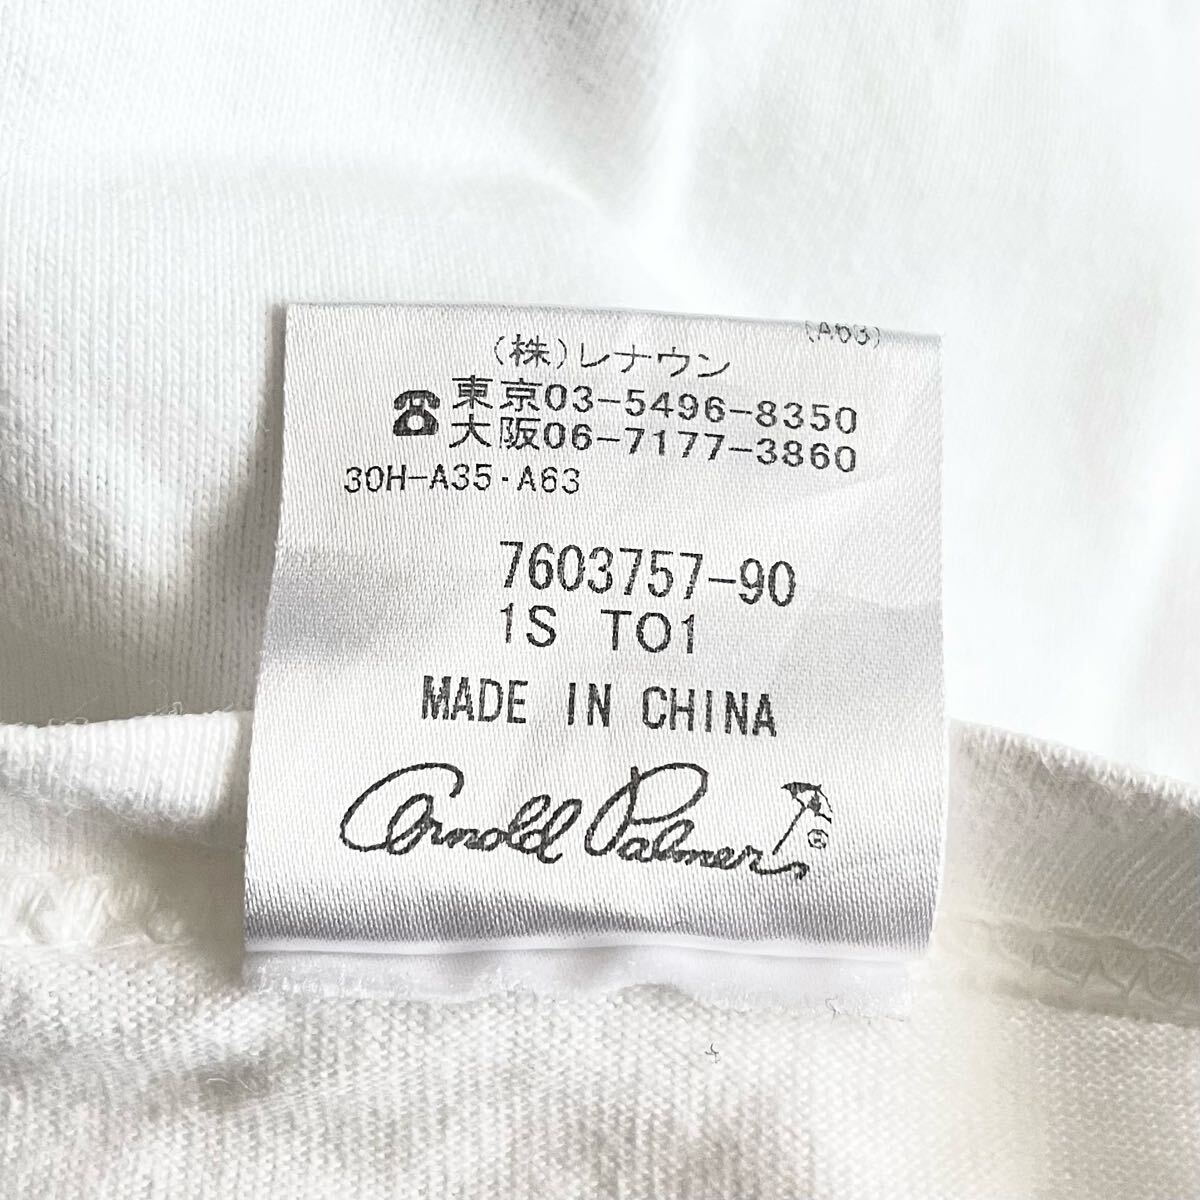 (A63)
(株)レナウン
☎東京03-5496-8350
大阪06-7177-3860
30H-A35・A63
7603757-90
1S TO1
MADE IN CHINA
Arnold Palmer ®